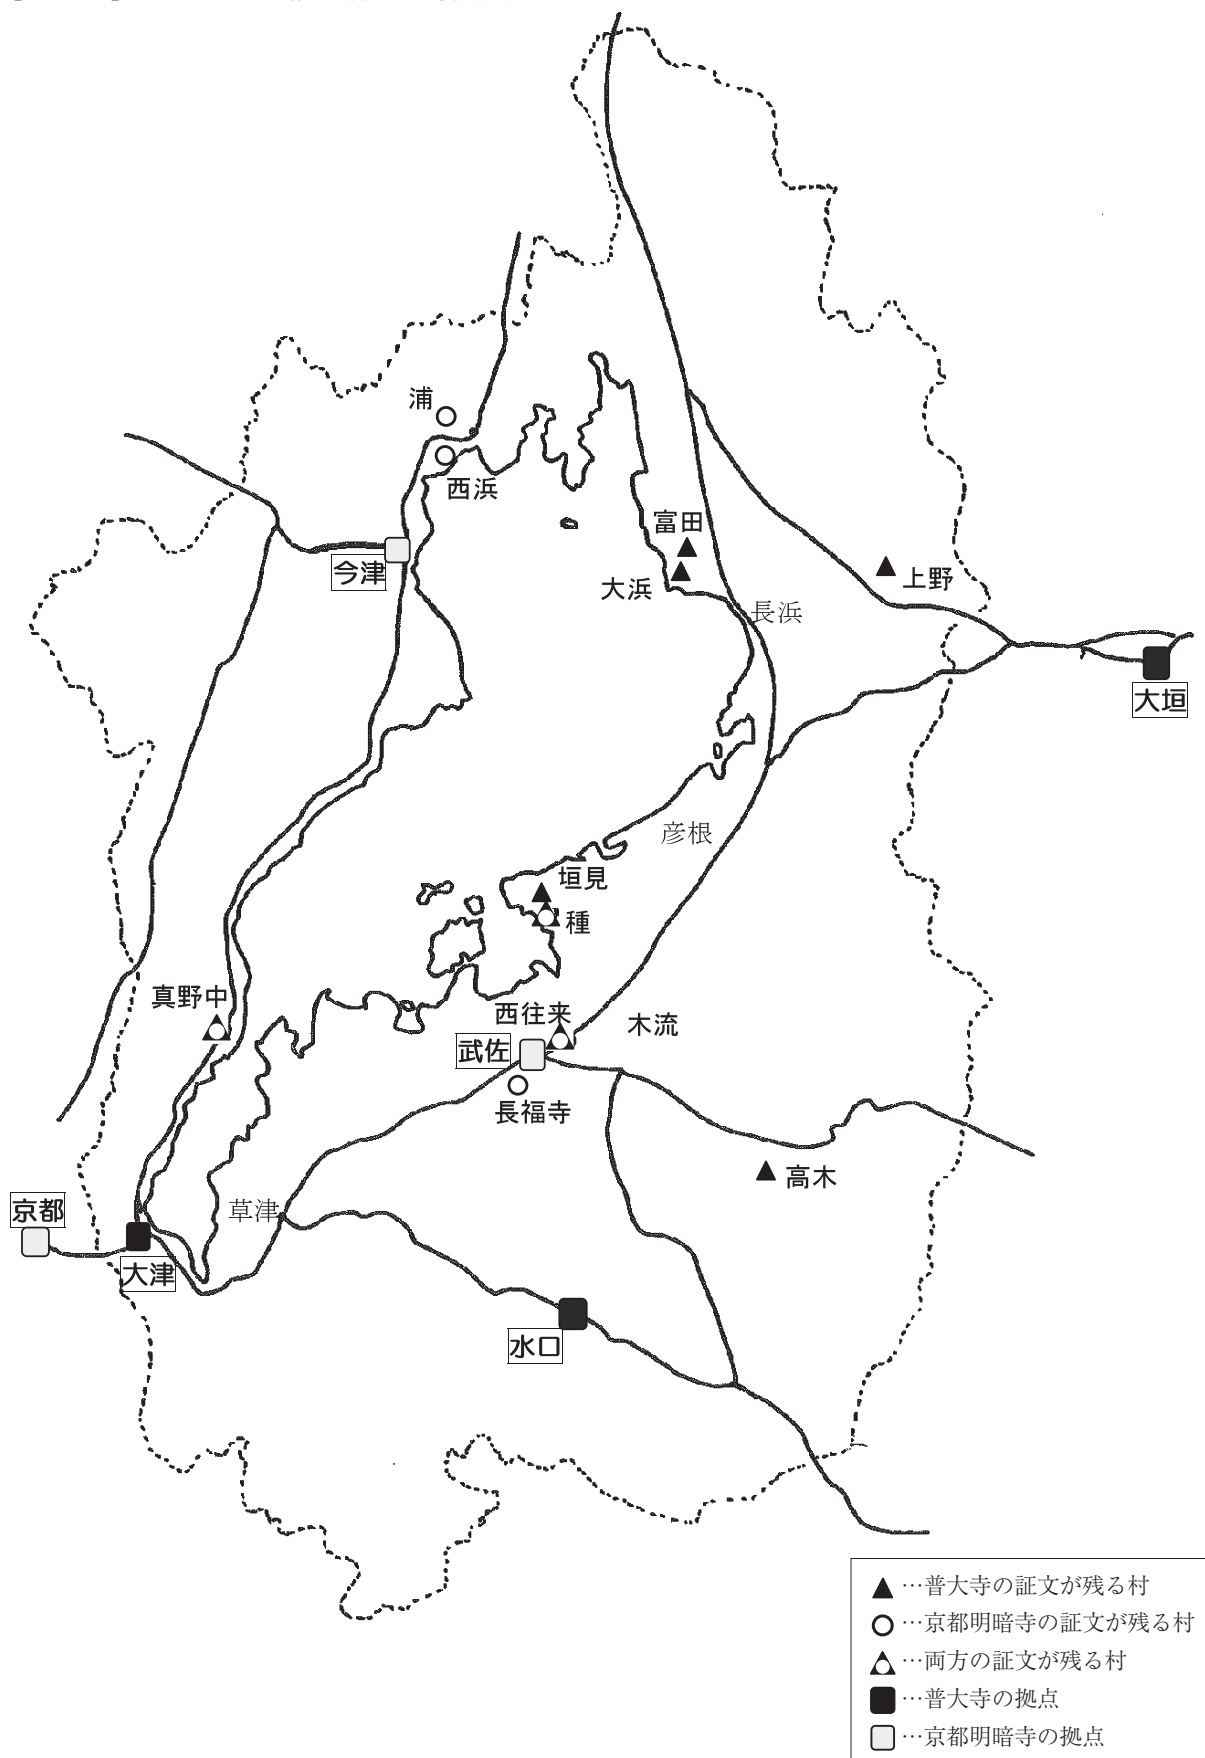 浦
西浜
今津
富田
大浜
長浜
上野
大垣
彦根
垣見
種
真野中
西往来
木流
武佐
長福寺
高木
京都
草津
大津
水口
▲…普大寺の証文が残る村
○…京都明暗寺の証文が残る村
…両方の証文が残る村
■…普大寺の拠点
□…京都明暗寺の拠点